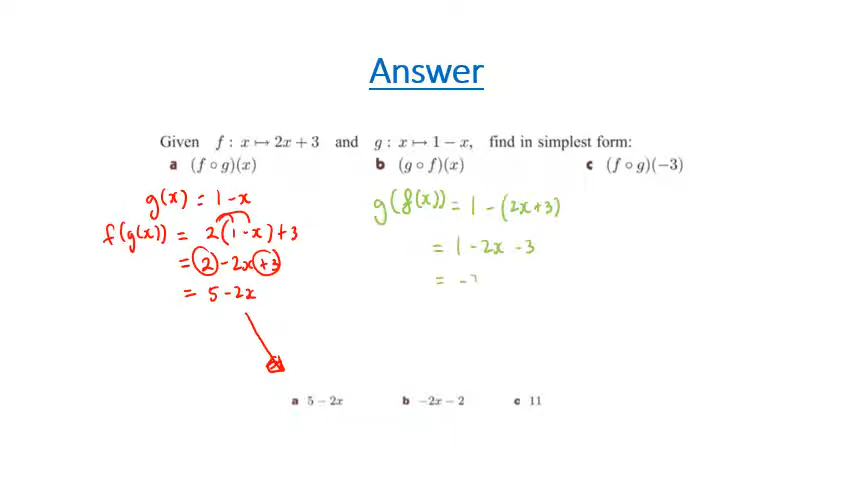 Answer
Given f : x ↦ 2x + 3 and g : x ↦ 1 − x, find in simplest form:
a (f ∘ g)(x) b (g ∘ f)(x) c (f ∘ g)(−3)
g(x) = 1 − x
f(g(x)) = 2(1 − x) + 3
= 2 − 2x + 3
= 5 − 2x
g(f(x)) = 1 − (2x + 3)
= 1 − 2x − 3
= −
a 5 − 2x b −2x − 2 c 11